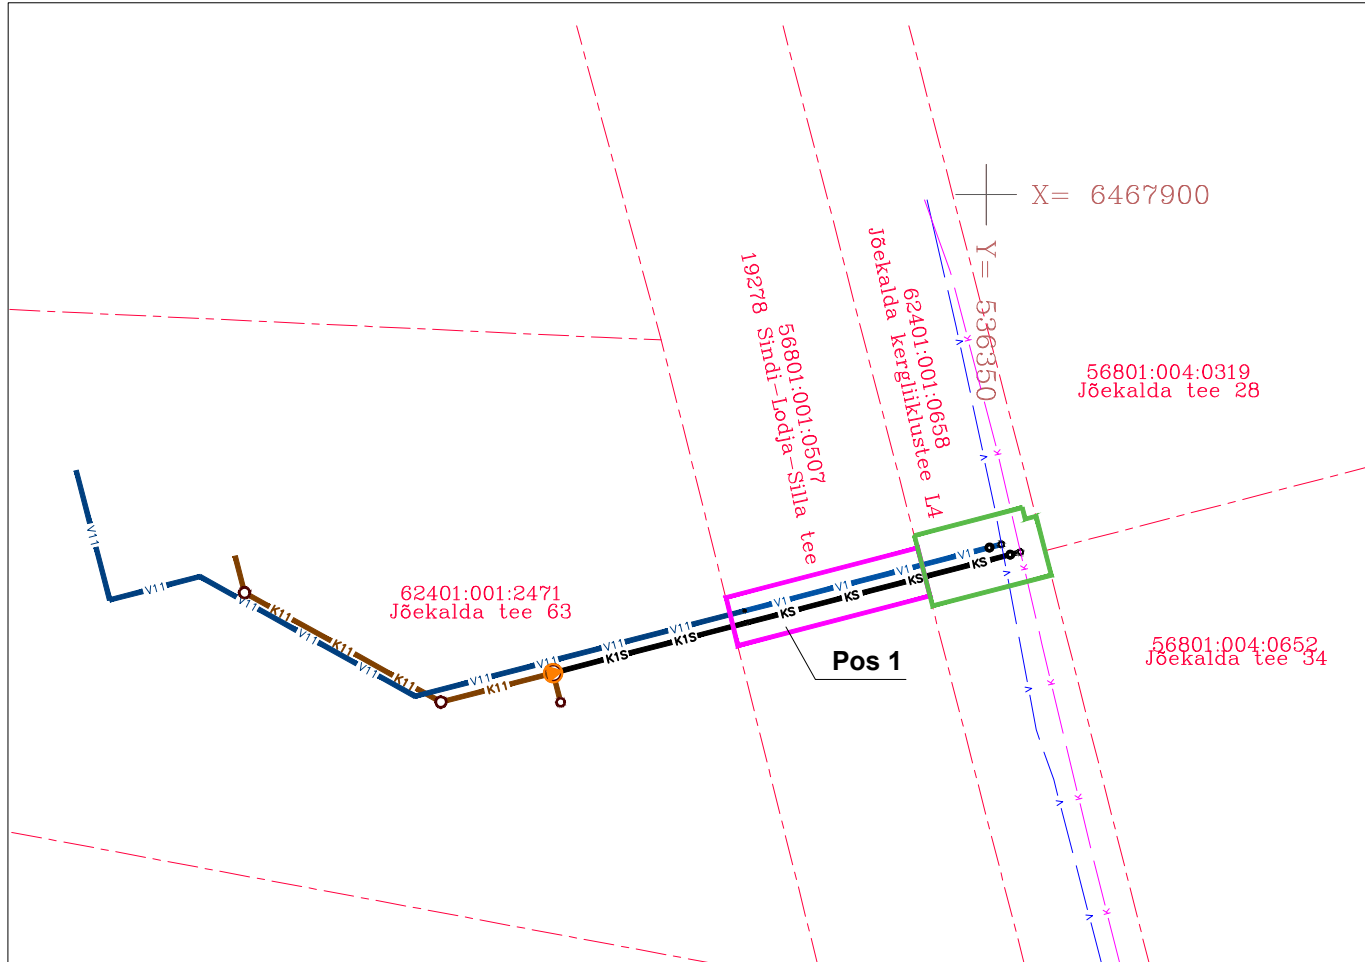 X= 6467900
Y= 536350
19278 Sindi-Lodja-Silla tee
56801:001:0507
Jõekalda kergliiklustee L4
62401:001:0658
56801:004:0319
Jõekalda tee 28
62401:001:2471
Jõekalda tee 63
56801:004:0652
Jõekalda tee 34
Pos 1
V11
V11
V11
V11
V11
V11
V11
V11
V11
V1
V1
V1
V1
K11
K11
K11
K11
K1S
K1S
KS
KS
KS
KS
V
V
V
V
V
V
K
K
K
K
K
K